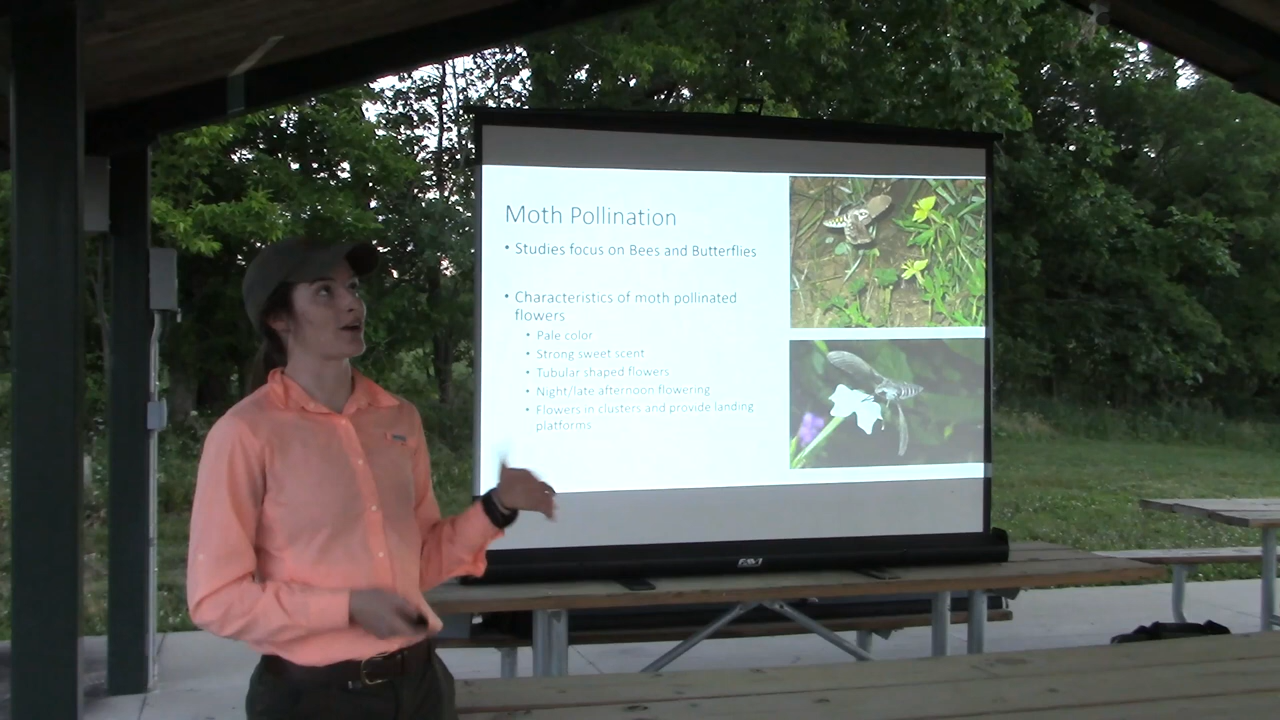 Moth Pollination
• Studies focus on Bees and Butterflies
• Characteristics of moth pollinated
flowers
• Pale color
• Strong sweet scent
• Tubular shaped flowers
• Night/late afternoon flowering
• Flowers in clusters and provide landing
platforms